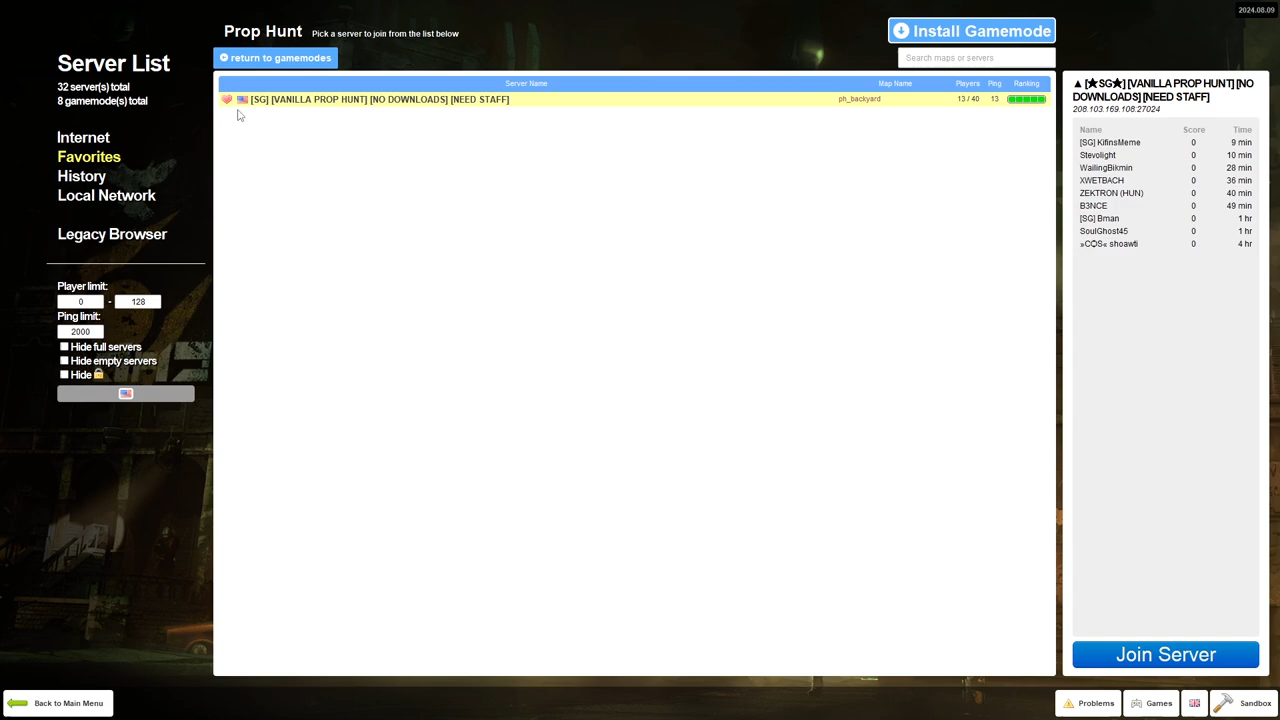 2024.08.09
Prop Hunt Pick a server to join from the list below
Install Gamemode
return to gamemodes
Search maps or servers
Server List
32 server(s) total
8 gamemode(s) total
Internet
Favorites
History
Local Network
Legacy Browser
Player limit:
0 - 128
Ping limit:
2000
Hide full servers
Hide empty servers
Hide
Server Name Map Name Players Ping Ranking
[SG] [VANILLA PROP HUNT] [NO DOWNLOADS] [NEED STAFF] ph_backyard 13 / 40 13
▲ [★SG★] [VANILLA PROP HUNT] [NO
DOWNLOADS] [NEED STAFF]
208.103.169.108:27024
Name Score Time
[SG] KifinsMeme 0 9 min
Stevolight 0 10 min
WailingBikmin 0 28 min
XWETBACH 0 36 min
ZEKTRON (HUN) 0 40 min
B3NCE 0 49 min
[SG] Bman 0 1 hr
SoulGhost45 0 1 hr
»C۞S« shoawti 0 4 hr
Join Server
Back to Main Menu
Problems
Games
Sandbox